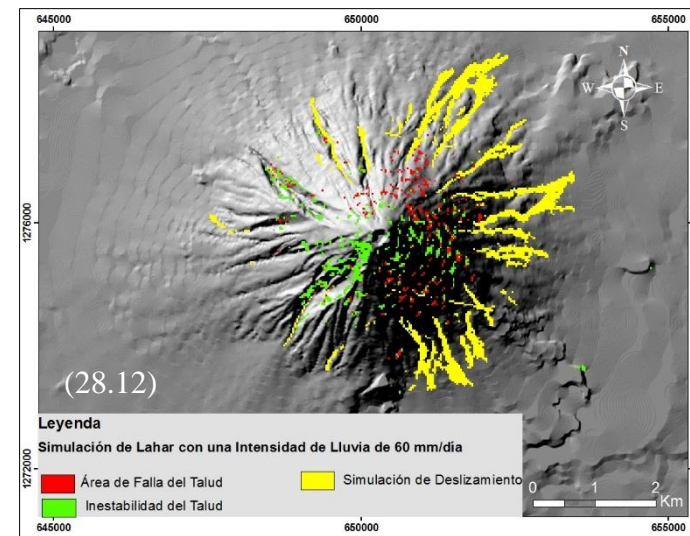 645000 650000 655000
N
W E
S
1276000
1272000
(28.12)
Leyenda
Simulación de Lahar con una Intensidad de Lluvia de 60 mm/día
Área de Falla del Talud
Simulación de Deslizamiento
Inestabilidad del Talud
0 1 2
Km
645000 650000 655000